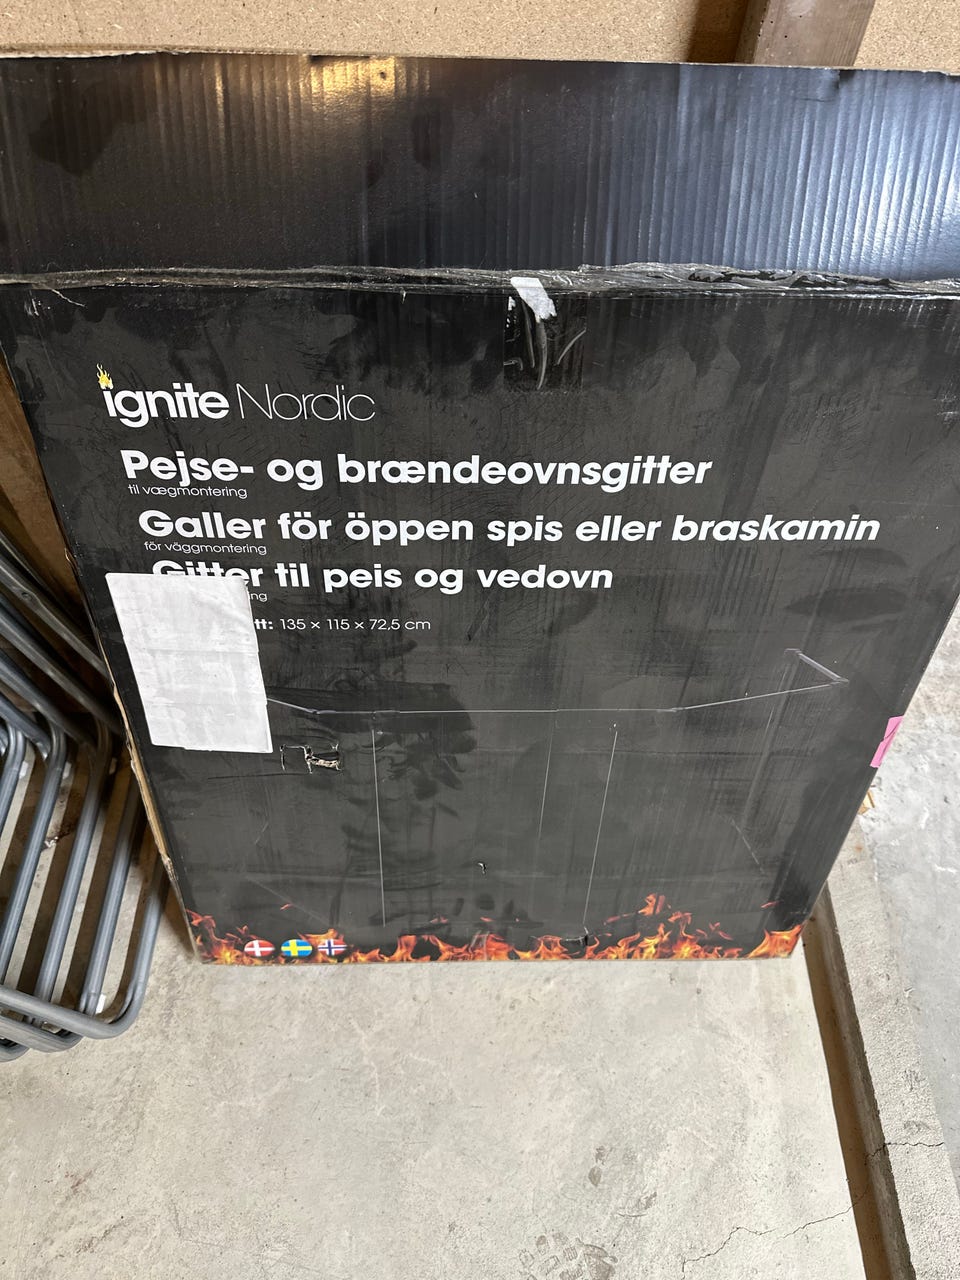 ignite Nordic
Pejse- og brændeovnsgitter
til vægmontering
Galler för öppen spis eller braskamin
för väggmontering
Gitter til peis og vedovn
135 x 115 x 72,5 cm